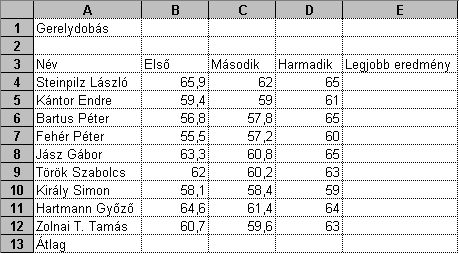 A B C D E
1 Gerelydobás
2
3 Név Első Második Harmadik Legjobb eredmény
4 Steinpilz László 65,9 62 65
5 Kántor Endre 59,4 59 61
6 Bartus Péter 56,8 57,8 65
7 Fehér Péter 55,5 57,2 60
8 Jász Gábor 63,3 60,8 65
9 Török Szabolcs 62 60,2 63
10 Király Simon 58,1 58,4 59
11 Hartmann Győző 64,6 61,4 64
12 Zolnai T. Tamás 60,7 59,6 63
13 Átlag